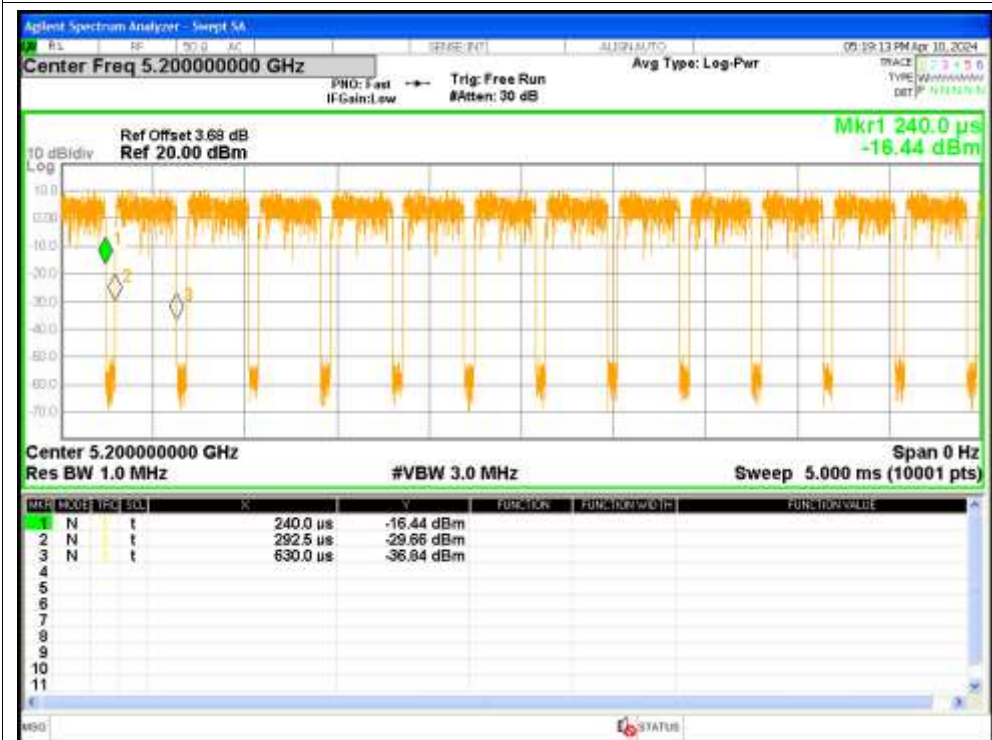 Agilent Spectrum Analyzer - Swept SA
RL RF 50 Ω AC SENSE:INT ALIGN AUTO 05:19:13 PM Apr 10, 2024
Center Freq 5.200000000 GHz
PNO: Fast
IFGain:Low
Trig: Free Run
#Atten: 30 dB
Avg Type: Log-Pwr
TRACE 1 2 3 4 5 6
TYPE
DET P N N N N N
Mkr1 240.0 µs
-16.44 dBm
Ref Offset 3.68 dB
10 dB/div Ref 20.00 dBm
Log
10.0
0.00
-10.0
-20.0
-30.0
-40.0
-50.0
-60.0
-70.0
1
2
3
Center 5.200000000 GHz Span 0 Hz
Res BW 1.0 MHz #VBW 3.0 MHz Sweep 5.000 ms (10001 pts)
MKR MODE TRC SCL X Y FUNCTION FUNCTION WIDTH FUNCTION VALUE
1 N t 240.0 µs -16.44 dBm
2 N t 292.5 µs -29.66 dBm
3 N t 630.0 µs -36.84 dBm
4
5
6
7
8
9
10
11
MSG STATUS